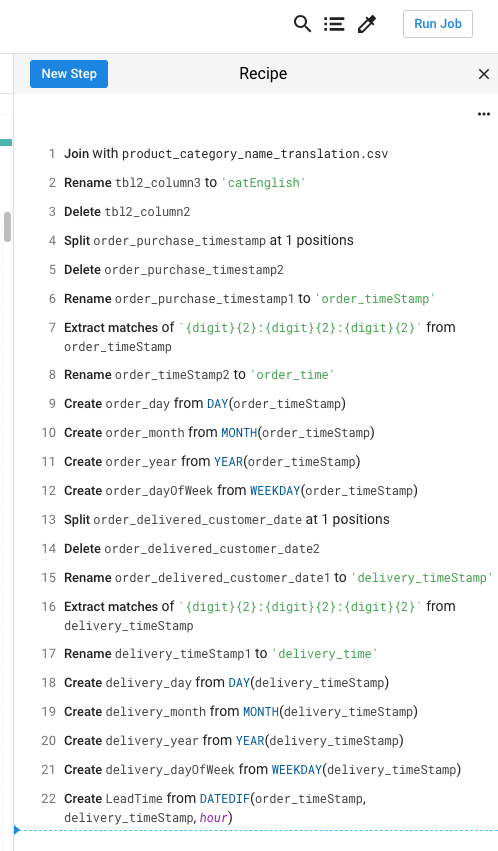 Run Job
New Step
Recipe
1 Join with product_category_name_translation.csv
2 Rename tbl2_column3 to 'catEnglish'
3 Delete tbl2_column2
4 Split order_purchase_timestamp at 1 positions
5 Delete order_purchase_timestamp2
6 Rename order_purchase_timestamp1 to 'order_timeStamp'
7 Extract matches of `{digit}{2}:{digit}{2}:{digit}{2}` from
order_timeStamp
8 Rename order_timeStamp2 to 'order_time'
9 Create order_day from DAY(order_timeStamp)
10 Create order_month from MONTH(order_timeStamp)
11 Create order_year from YEAR(order_timeStamp)
12 Create order_dayOfWeek from WEEKDAY(order_timeStamp)
13 Split order_delivered_customer_date at 1 positions
14 Delete order_delivered_customer_date2
15 Rename order_delivered_customer_date1 to 'delivery_timeStamp'
16 Extract matches of `{digit}{2}:{digit}{2}:{digit}{2}` from
delivery_timeStamp
17 Rename delivery_timeStamp1 to 'delivery_time'
18 Create delivery_day from DAY(delivery_timeStamp)
19 Create delivery_month from MONTH(delivery_timeStamp)
20 Create delivery_year from YEAR(delivery_timeStamp)
21 Create delivery_dayOfWeek from WEEKDAY(delivery_timeStamp)
22 Create LeadTime from DATEDIF(order_timeStamp,
delivery_timeStamp, hour)